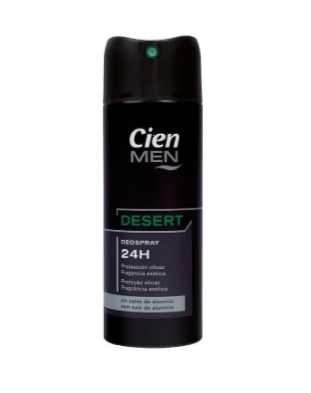 Cien
MEN
DESERT
DEOSPRAY
24H
Protección eficaz
Fragancia exótica
Proteção eficaz
Fragrância exótica
sin sales de aluminio
sem sais de alumínio